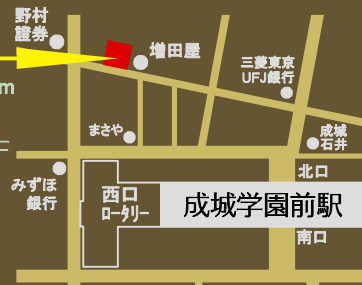 野村
證券
増田屋
三菱東京
UFJ銀行
m
まさや
成城
石井
みずほ
銀行
西口
ロータリー
北口
成城学園前駅
南口